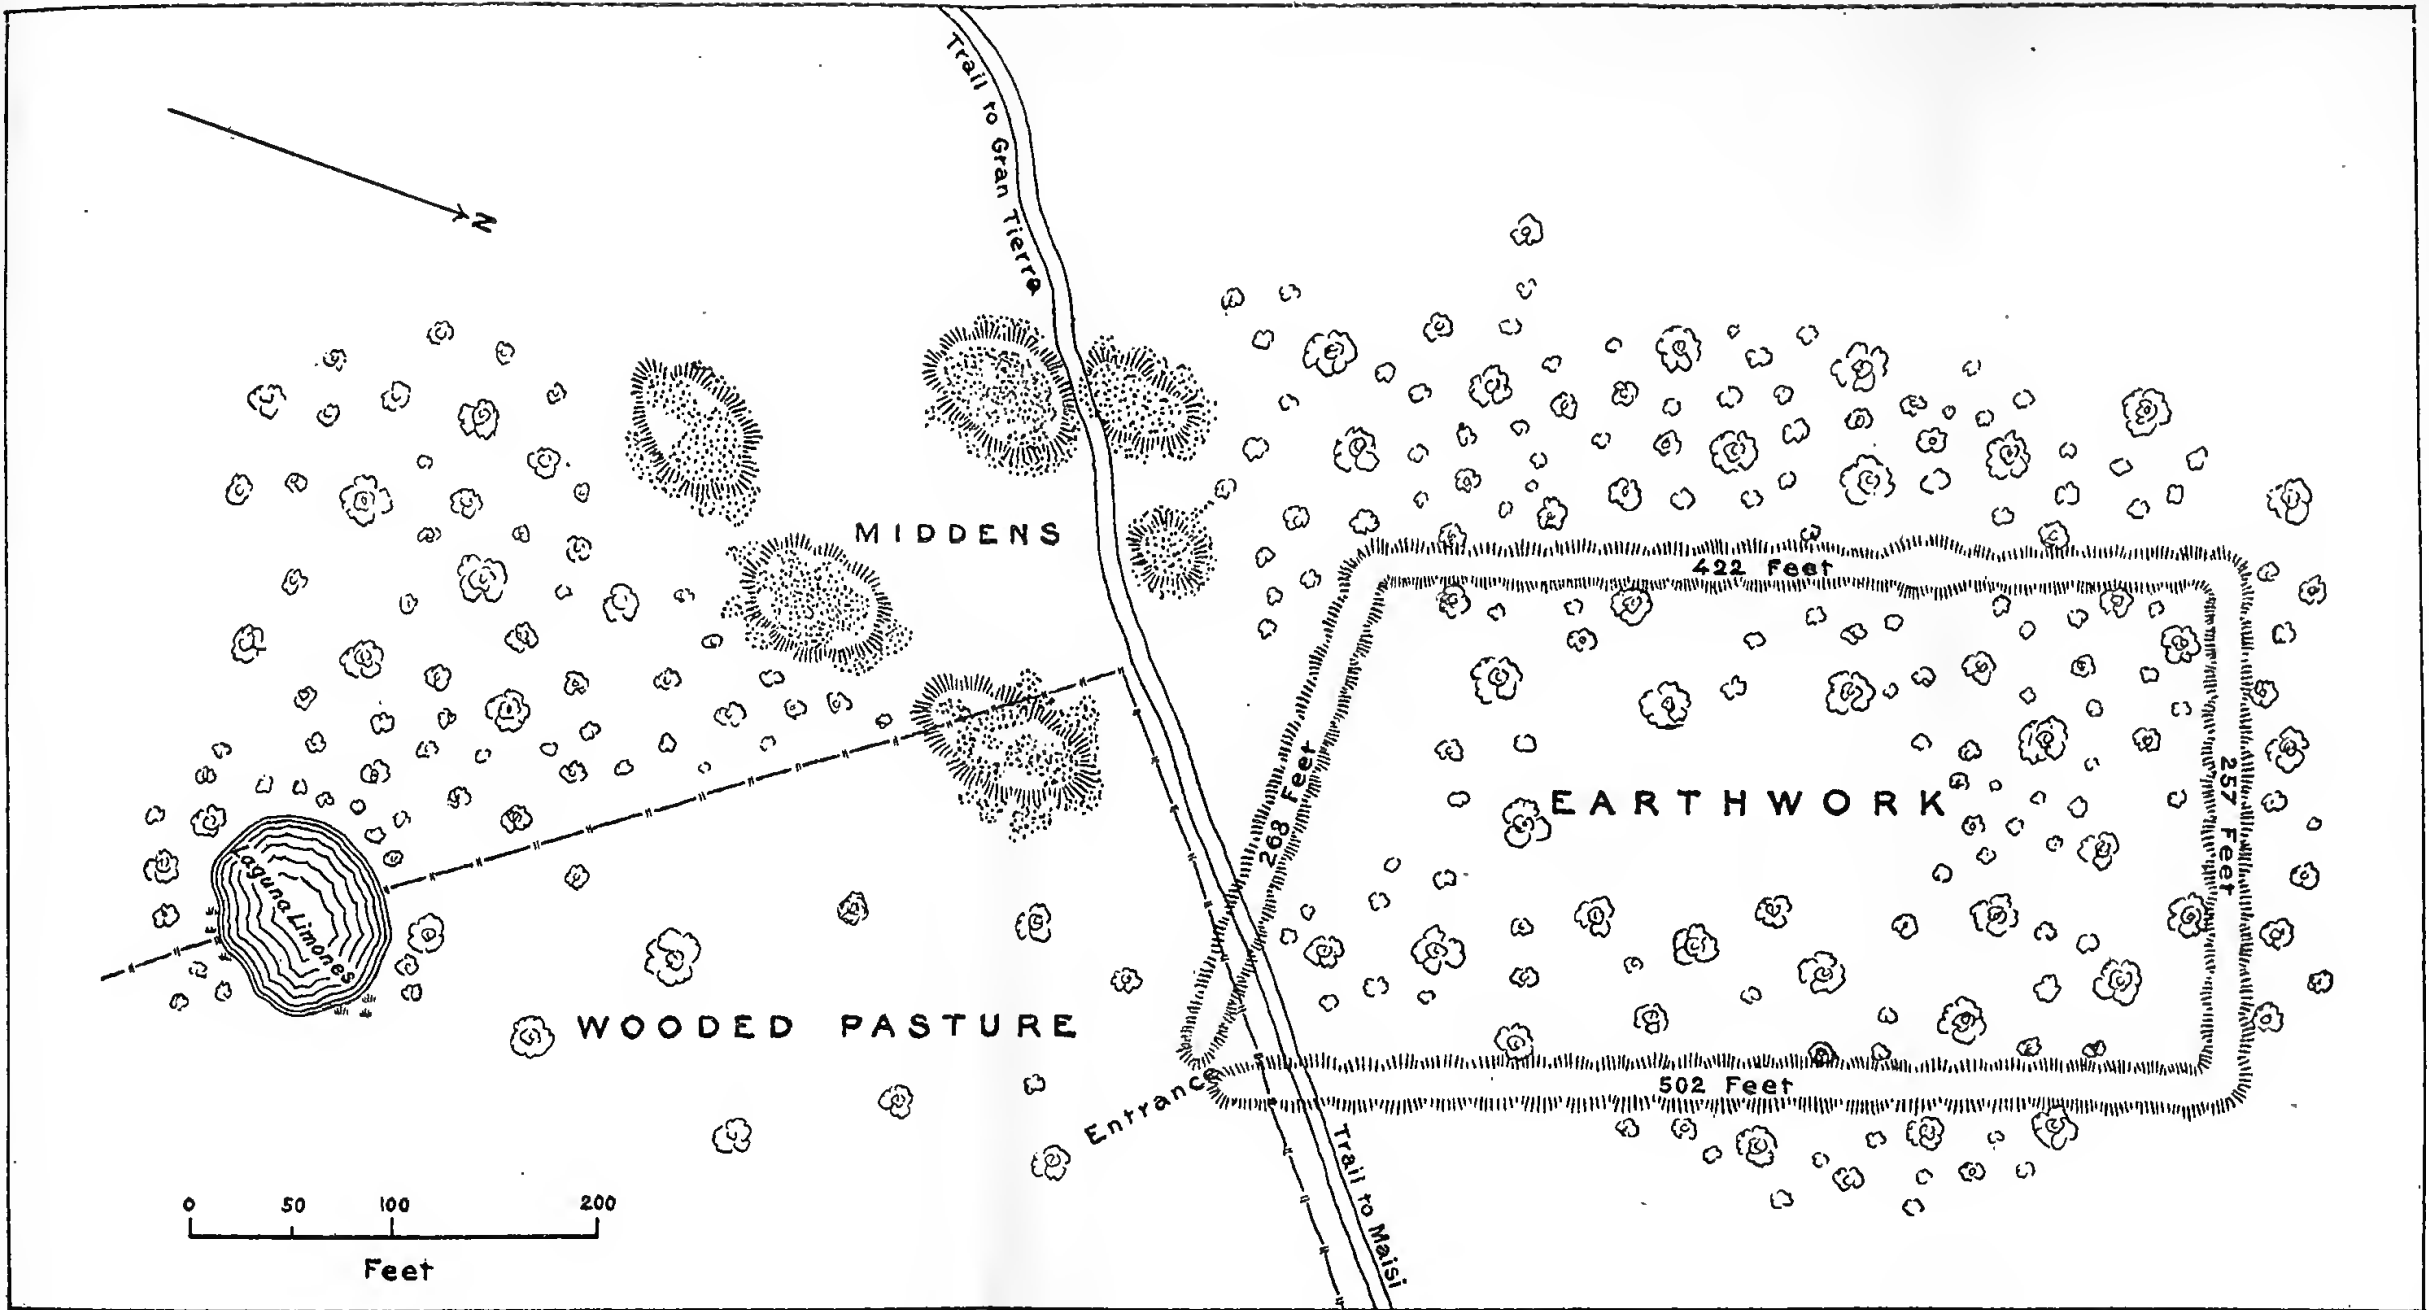 Trail to Gran Tierra
N
MIDDENS
422 Feet
268 Feet
EARTHWORK
257 Feet
Laguna Limones
WOODED PASTURE
Entrance
502 Feet
Trail to Maisi
0 50 100 200
Feet